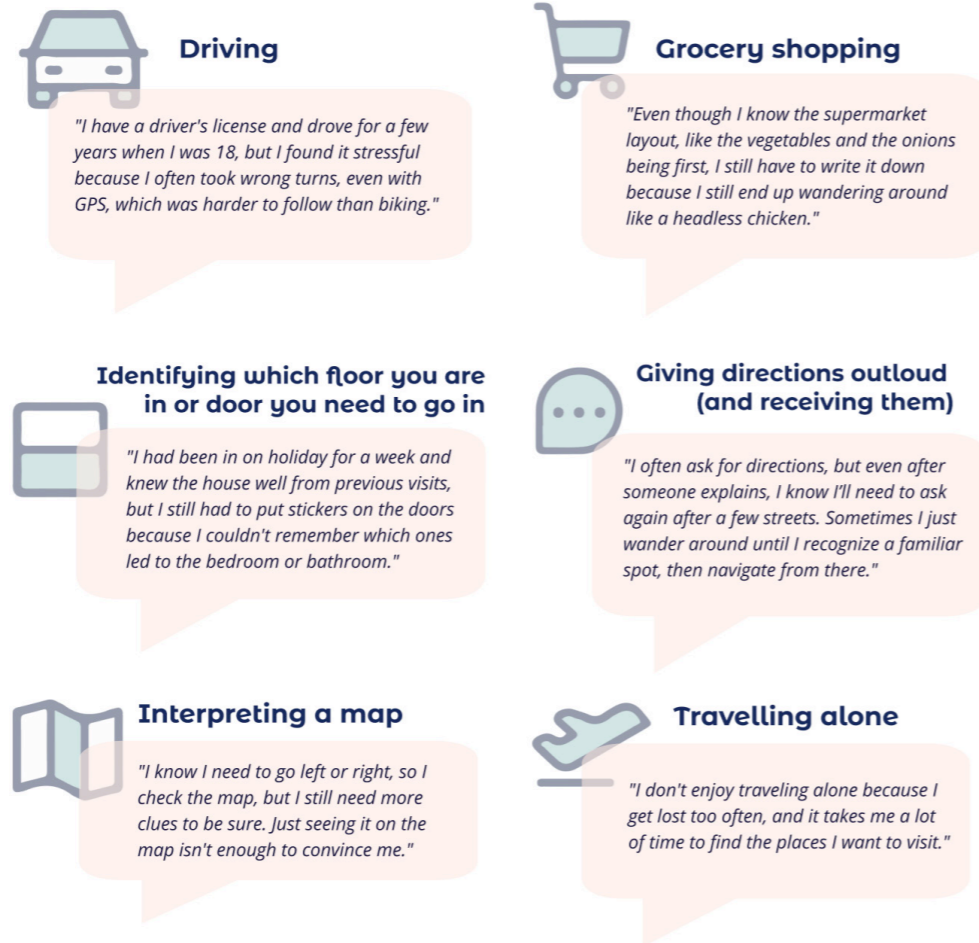 Driving
"I have a driver's license and drove for a few
years when I was 18, but I found it stressful
because I often took wrong turns, even with
GPS, which was harder to follow than biking."
Grocery shopping
"Even though I know the supermarket
layout, like the vegetables and the onions
being first, I still have to write it down
because I still end up wandering around
like a headless chicken."
Identifying which floor you are
in or door you need to go in
"I had been in on holiday for a week and
knew the house well from previous visits,
but I still had to put stickers on the doors
because I couldn't remember which ones
led to the bedroom or bathroom."
Giving directions outloud
(and receiving them)
"I often ask for directions, but even after
someone explains, I know I'll need to ask
again after a few streets. Sometimes I just
wander around until I recognize a familiar
spot, then navigate from there."
Interpreting a map
"I know I need to go left or right, so I
check the map, but I still need more
clues to be sure. Just seeing it on the
map isn't enough to convince me."
Travelling alone
"I don't enjoy traveling alone because I
get lost too often, and it takes me a lot
of time to find the places I want to visit."